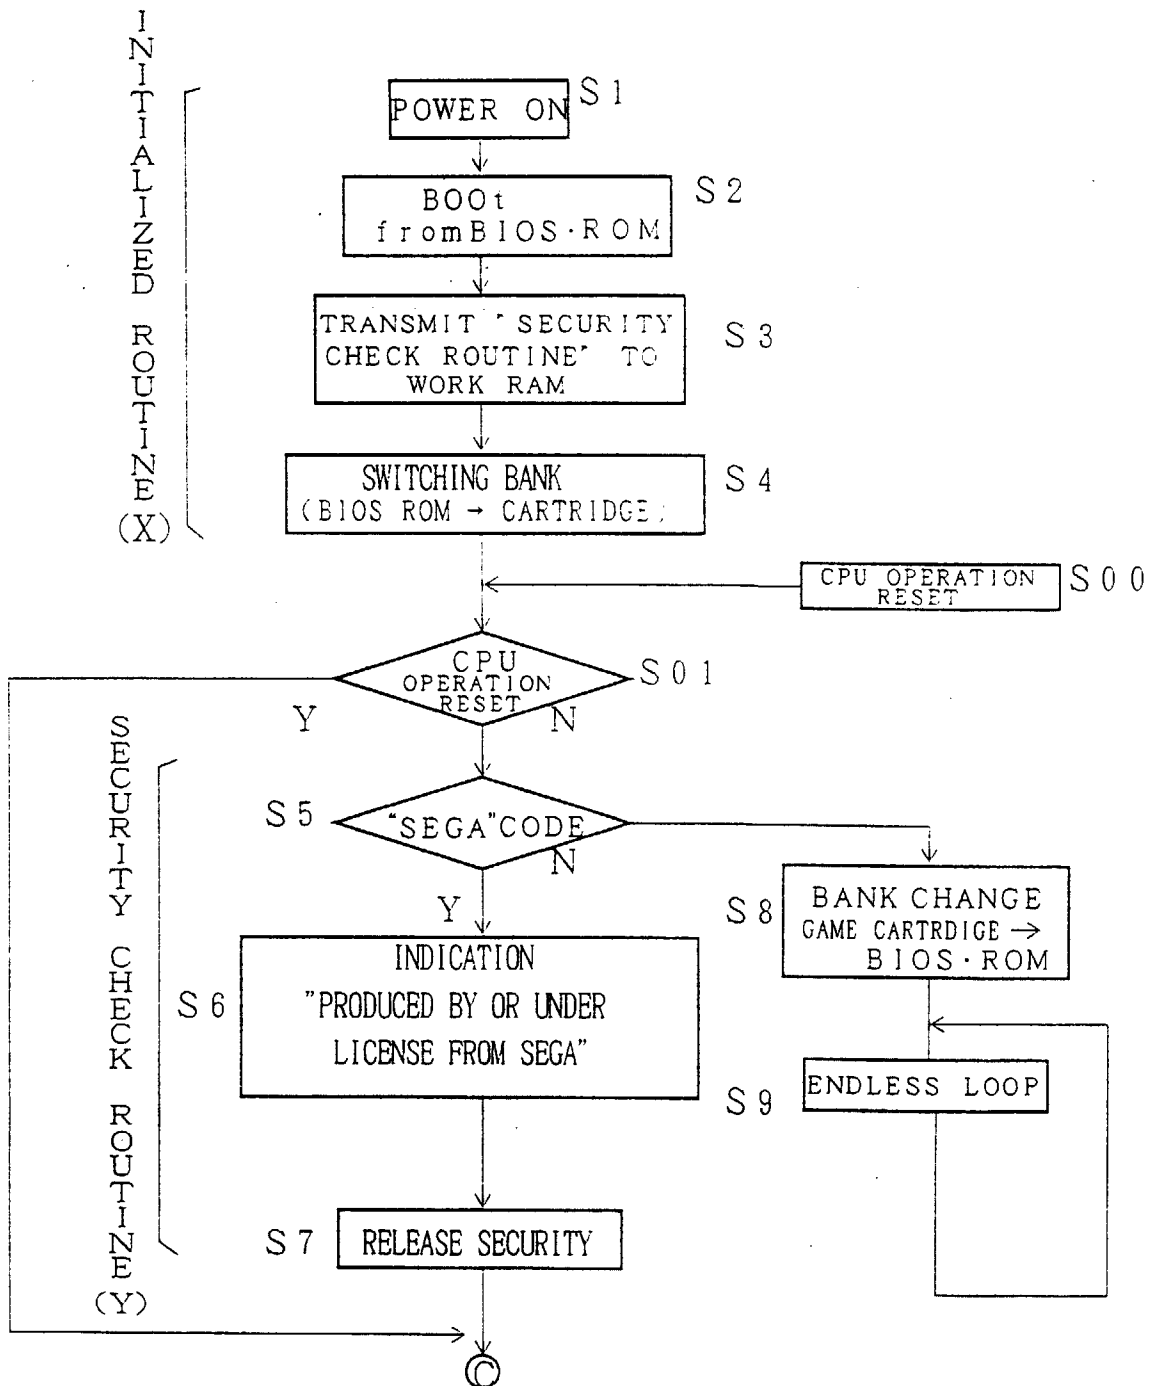 INITIALIZED ROUTINE (X)
POWER ON
S1
BOOt
fromBIOS·ROM
S2
TRANSMIT "SECURITY
CHECK ROUTINE" TO
WORK RAM
S3
SWITCHING BANK
(BIOS ROM → CARTRIDGE)
S4
CPU OPERATION
RESET
S00
CPU
OPERATION
RESET
S01
Y
N
SECURITY CHECK ROUTINE (Y)
S5
"SEGA"CODE
N
Y
S8
BANK CHANGE
GAME CARTRDIGE →
BIOS·ROM
S6
INDICATION
"PRODUCED BY OR UNDER
LICENSE FROM SEGA"
S9
ENDLESS LOOP
S7
RELEASE SECURITY
C